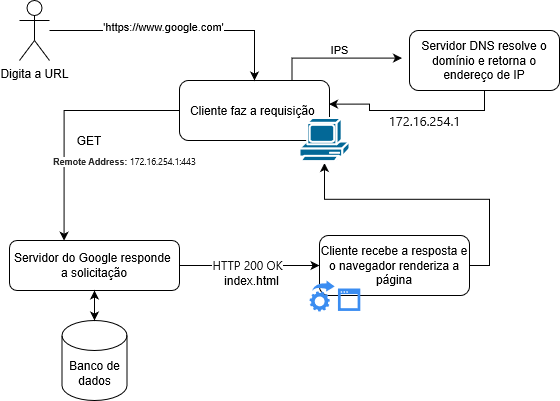 'https://www.google.com'
Digita a URL
IPS
Servidor DNS resolve o
domínio e retona o
endereço de IP
Cliente faz a requisição
172.16.254.1
GET
Remote Address: 172.16.254.1:443
Servidor do Google responde
a solicitação
HTTP 200 OK
index.html
Cliente recebe a resposta e
o navegador renderiza a
página
Banco de
dados